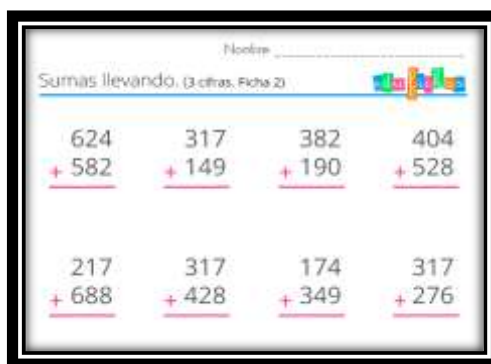 Nombre
Sumas llevando. (3 cifras. Ficha 2)
624 317 382 404
+ 582 + 149 + 190 + 528
217 317 174 317
+ 688 + 428 + 349 + 276